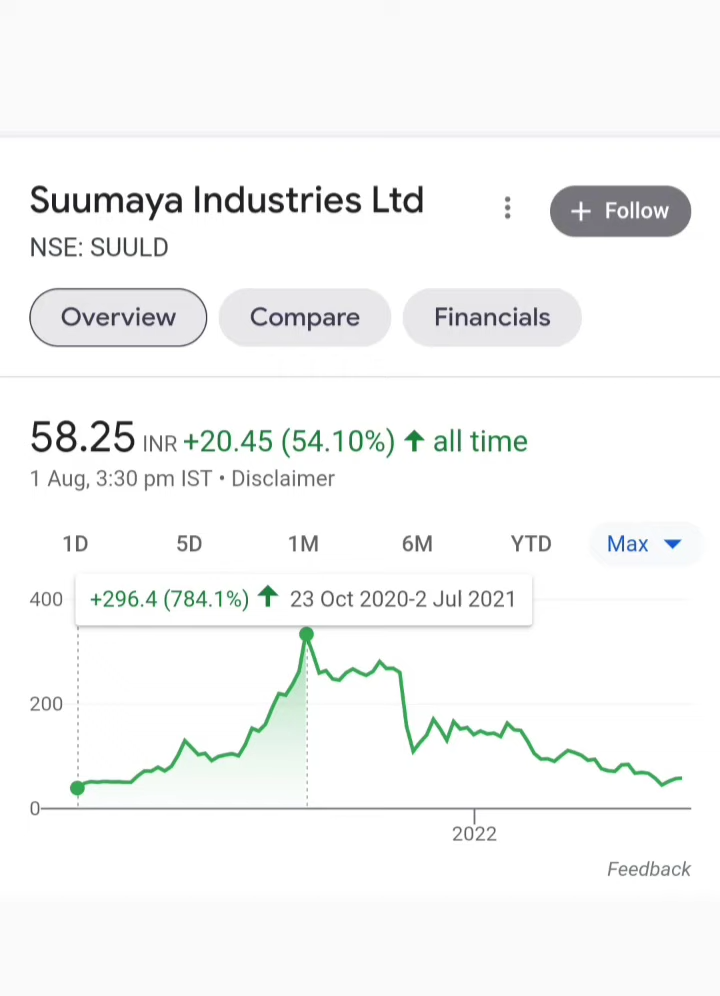 Suumaya Industries Ltd
+ Follow
NSE: SUULD
Overview Compare Financials
58.25 INR +20.45 (54.10%) ↑ all time
1 Aug, 3:30 pm IST • Disclaimer
1D 5D 1M 6M YTD Max
+296.4 (784.1%) ↑ 23 Oct 2020-2 Jul 2021
400
200
0
2022
Feedback